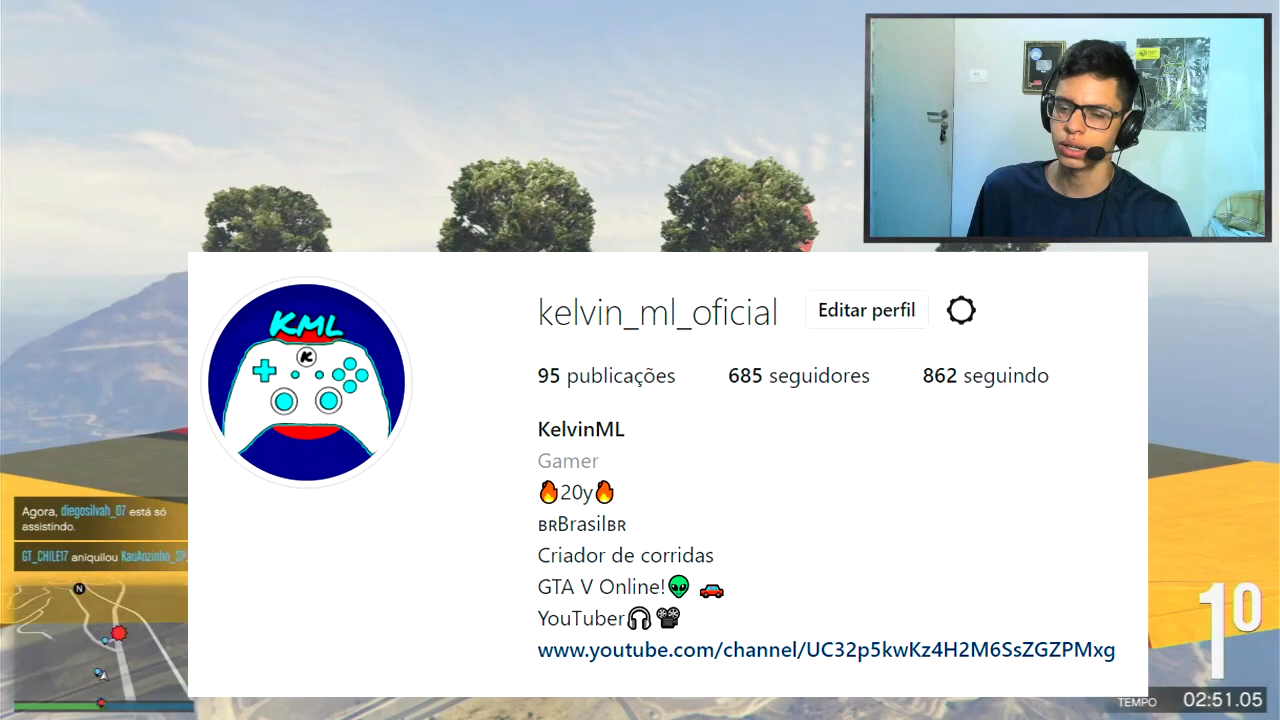 kelvin_ml_oficial
Editar perfil
95 publicações 685 seguidores 862 seguindo
KelvinML
Gamer
🔥20y🔥
BRBrasilBR
Criador de corridas
GTA V Online!👽 🚗
YouTuber🎧📽
www.youtube.com/channel/UC32p5kwKz4H2M6SsZGZPMxg
KML
K
Agora, diegosilvah_07 está só
assistindo.
GT_CHILE17 aniquilou KauAnzinho_SP.
N
10
TEMPO 02:51.05